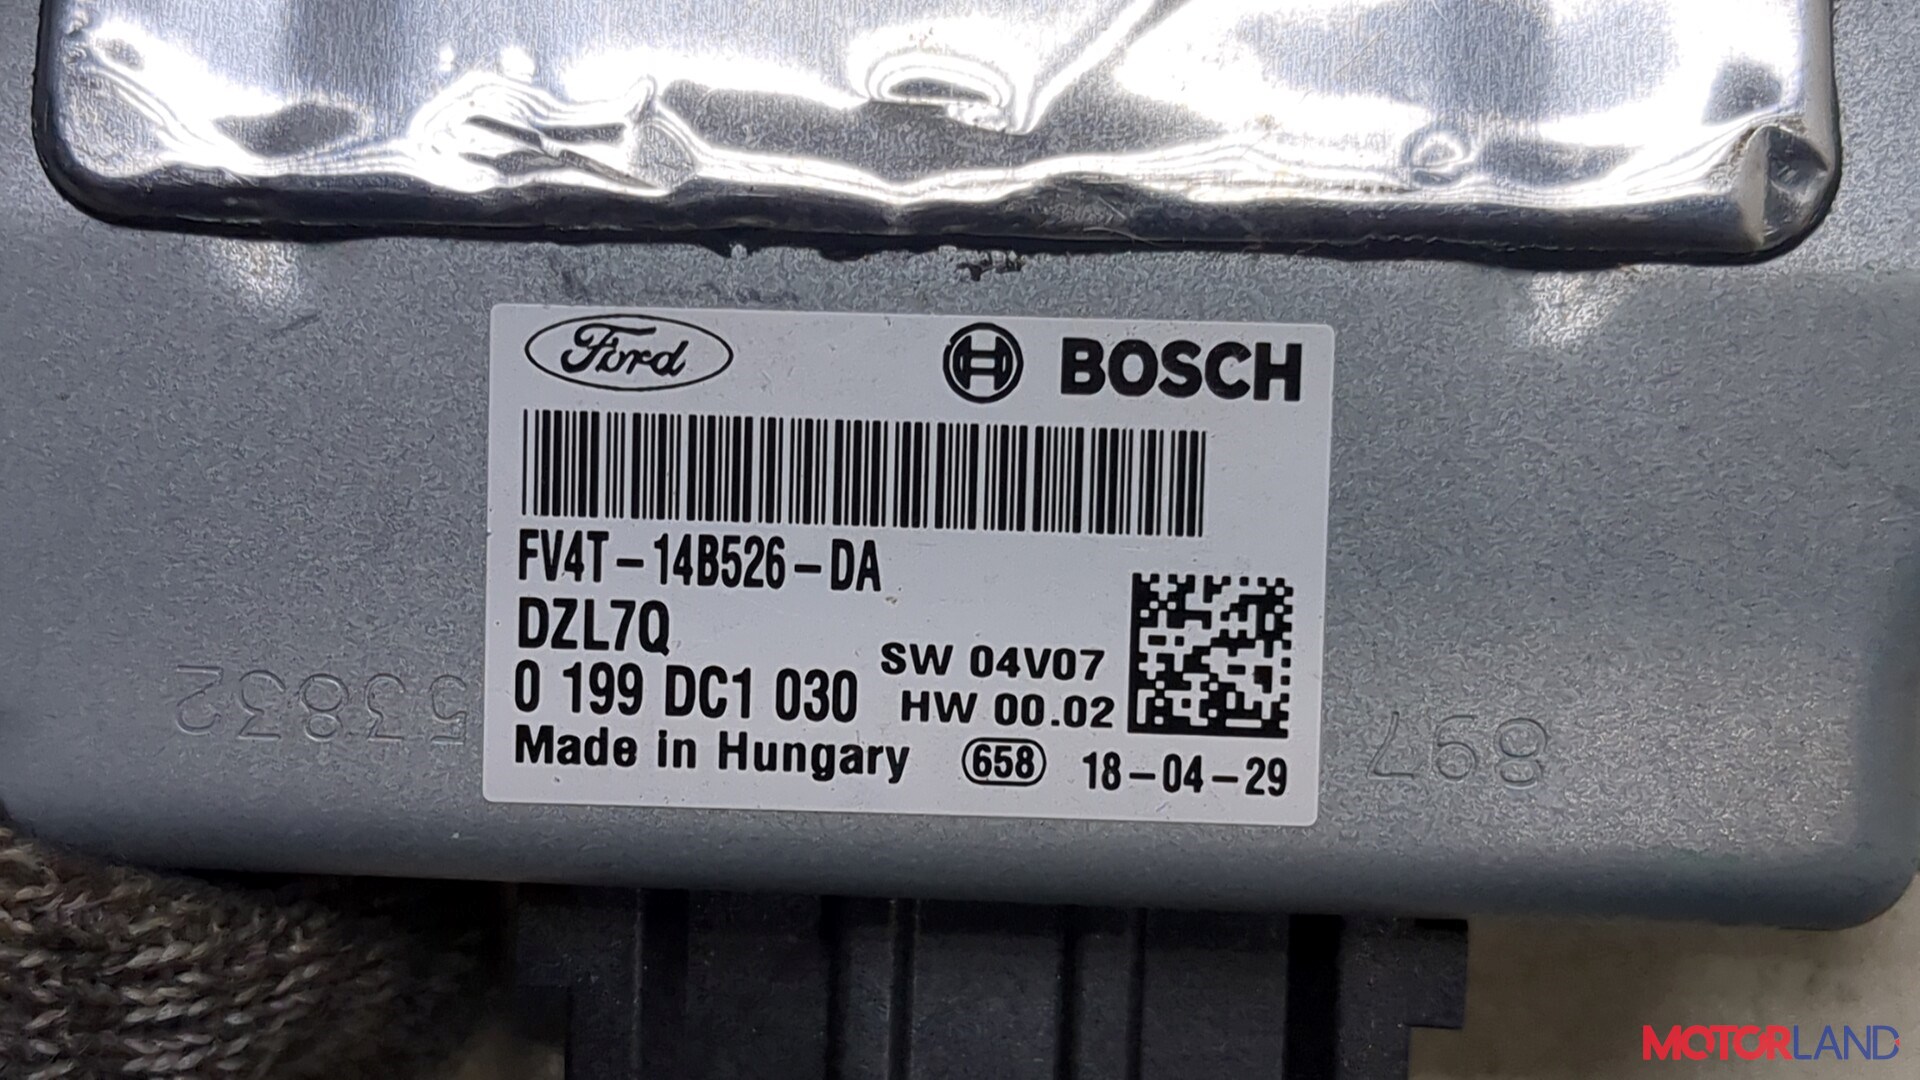 Ford BOSCH
FV4T-14B526-DA
DZL7Q
SW 04V07
0 199 DC1 030
HW 00.02
Made in Hungary 658 18-04-29
53832
897
MOTORLAND